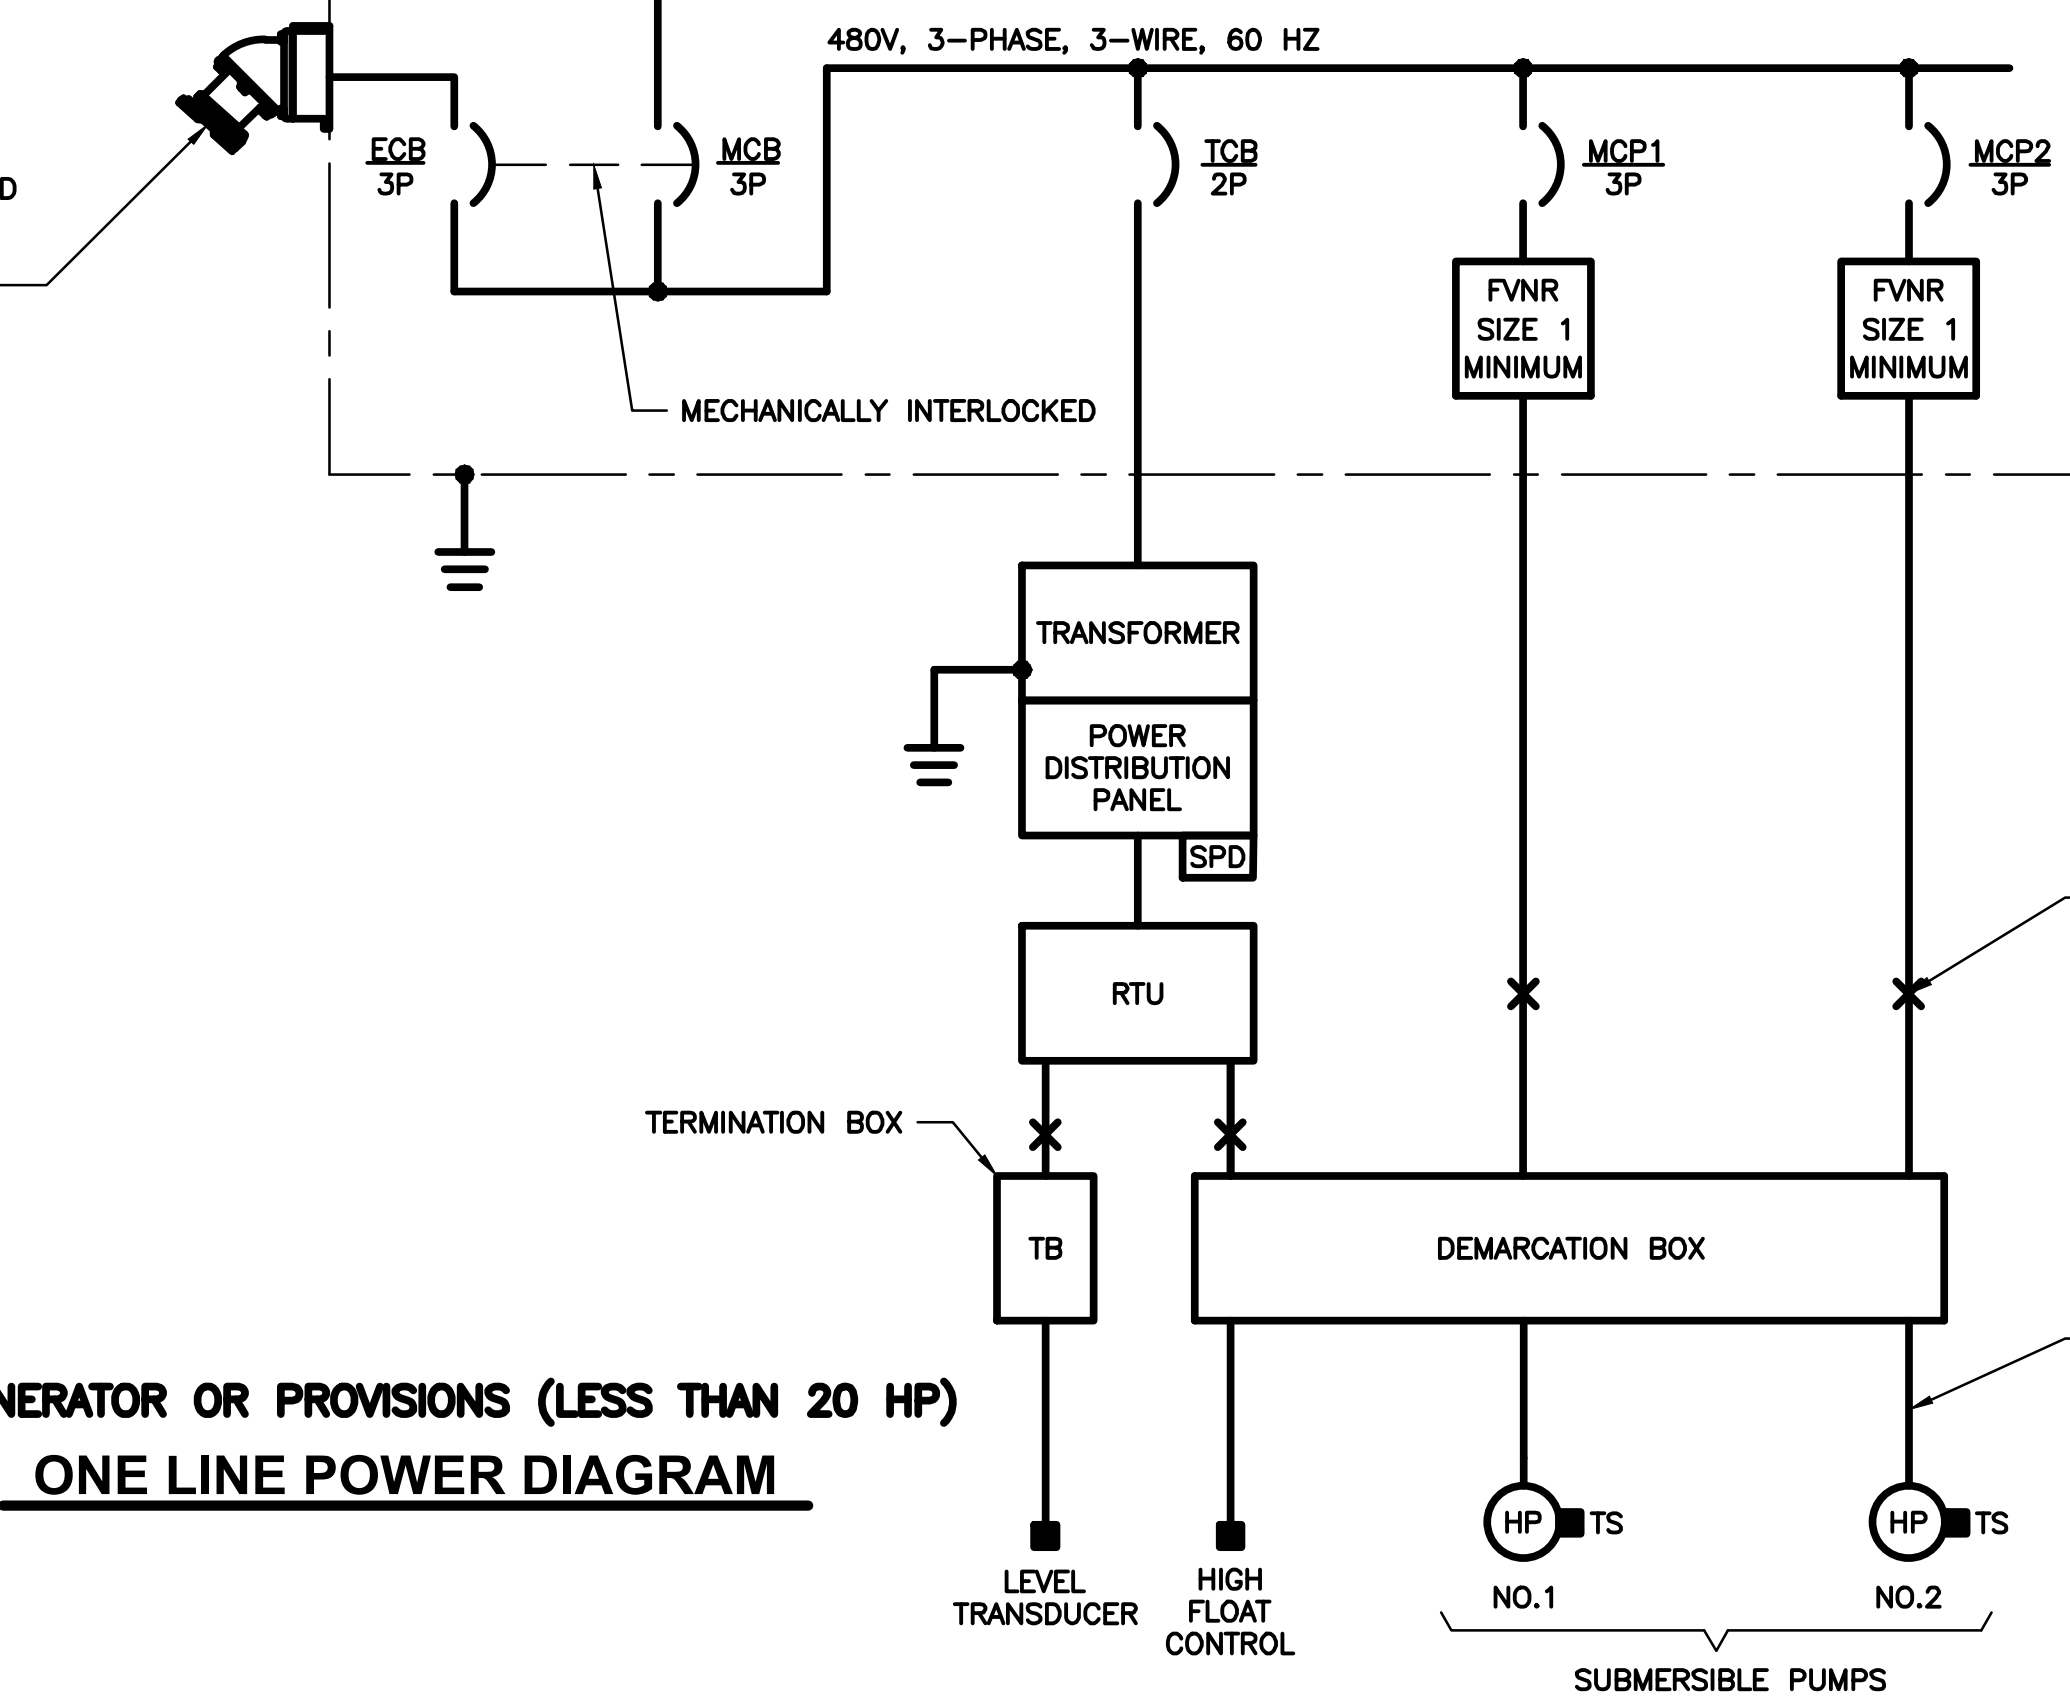 480V, 3-PHASE, 3-WIRE, 60 HZ
ECB
3P
MCB
3P
TCB
2P
MCP1
3P
MCP2
3P
D
FVNR
SIZE 1
MINIMUM
FVNR
SIZE 1
MINIMUM
MECHANICALLY INTERLOCKED
TRANSFORMER
POWER
DISTRIBUTION
PANEL
SPD
RTU
TERMINATION BOX
TB
DEMARCATION BOX
NERATOR OR PROVISIONS (LESS THAN 20 HP)
ONE LINE POWER DIAGRAM
HP
TS
HP
TS
LEVEL
TRANSDUCER
HIGH
FLOAT
CONTROL
NO.1
NO.2
SUBMERSIBLE PUMPS